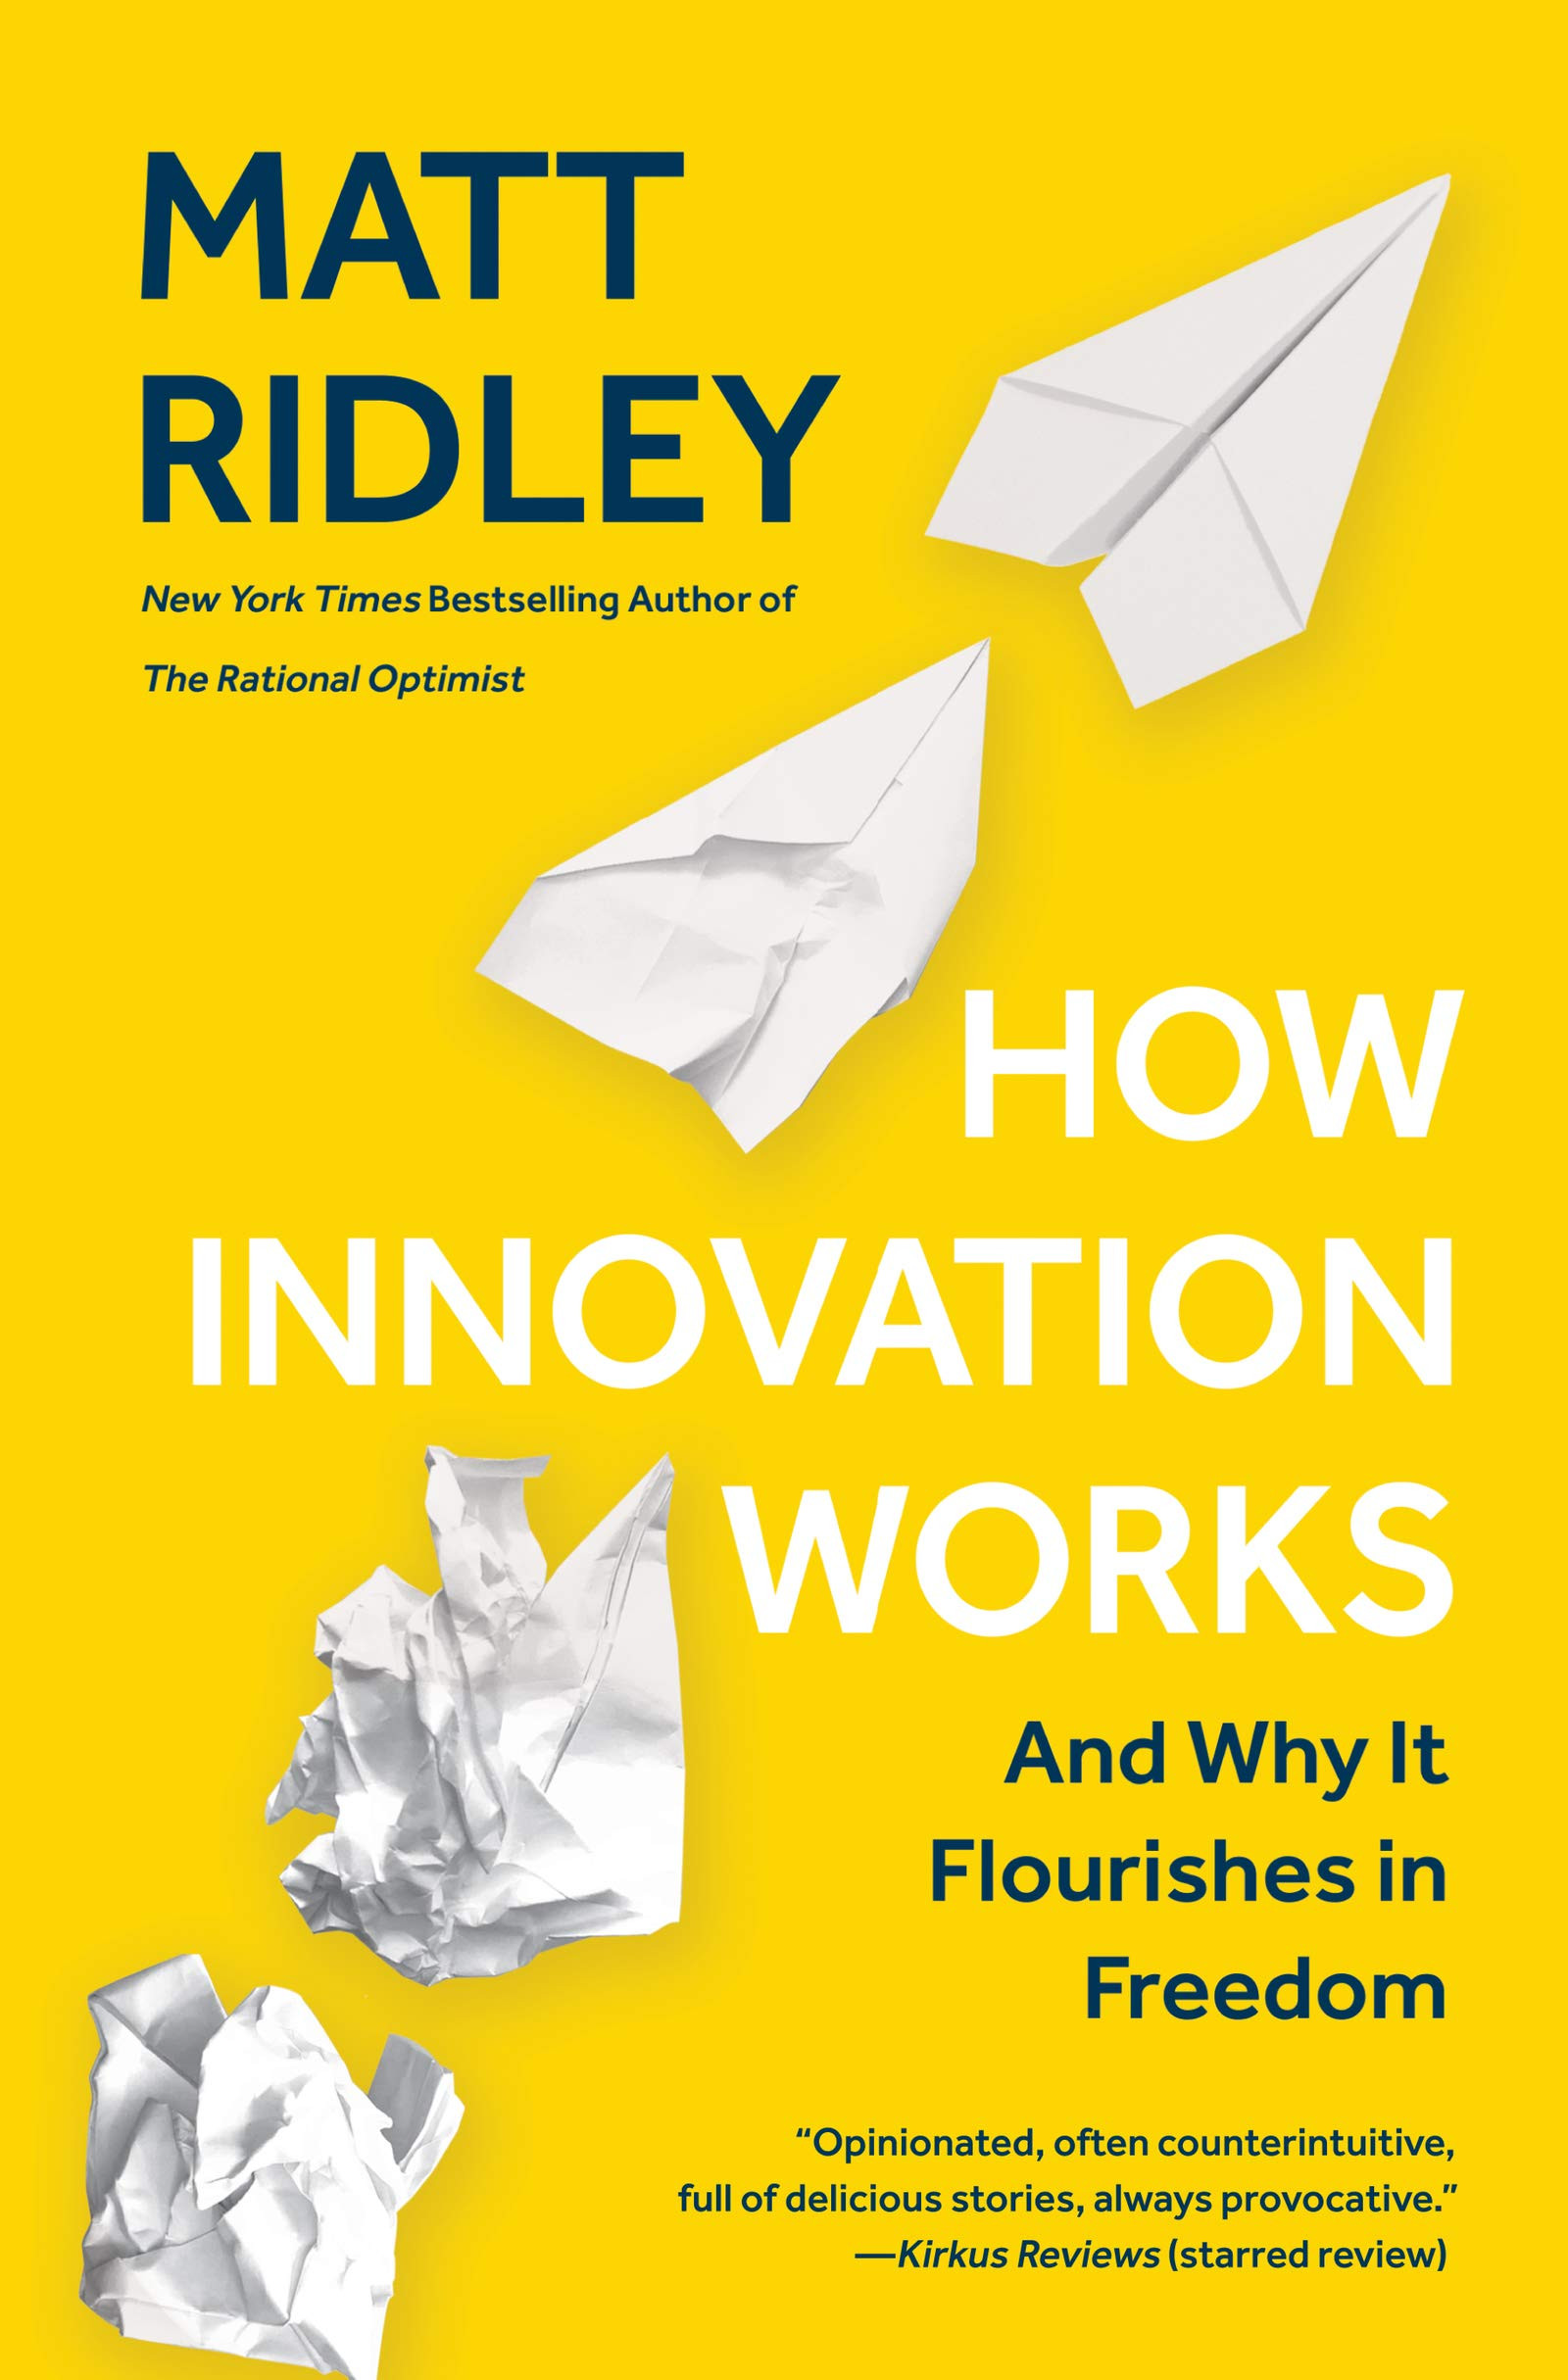 MATT
RIDLEY
New York Times Bestselling Author of
The Rational Optimist
HOW
INNOVATION
WORKS
And Why It
Flourishes in
Freedom
“Opinionated, often counterintuitive,
full of delicious stories, always provocative.”
—Kirkus Reviews (starred review)